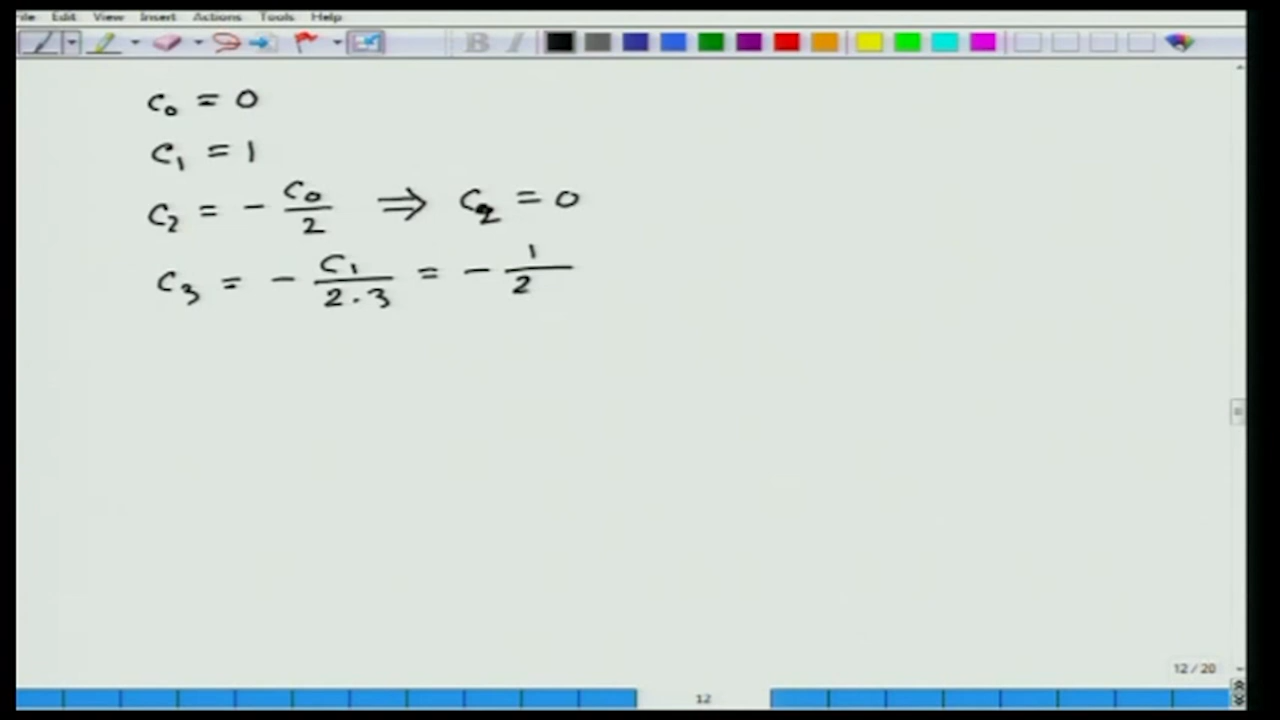 File Edit View Insert Actions Tools Help
B I
c₀ = 0
c₁ = 1
c₂ = - c₀/2 ⇒ c₂ = 0
c₃ = - c₁/2·3 = - 1/2
12 / 20
12